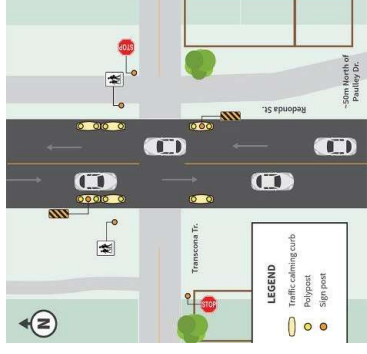 STOP
Redonda St.
~50m North of
Paulley Dr.
Transcona Tr.
STOP
N
LEGEND
Traffic calming curb
Polypost
Sign post